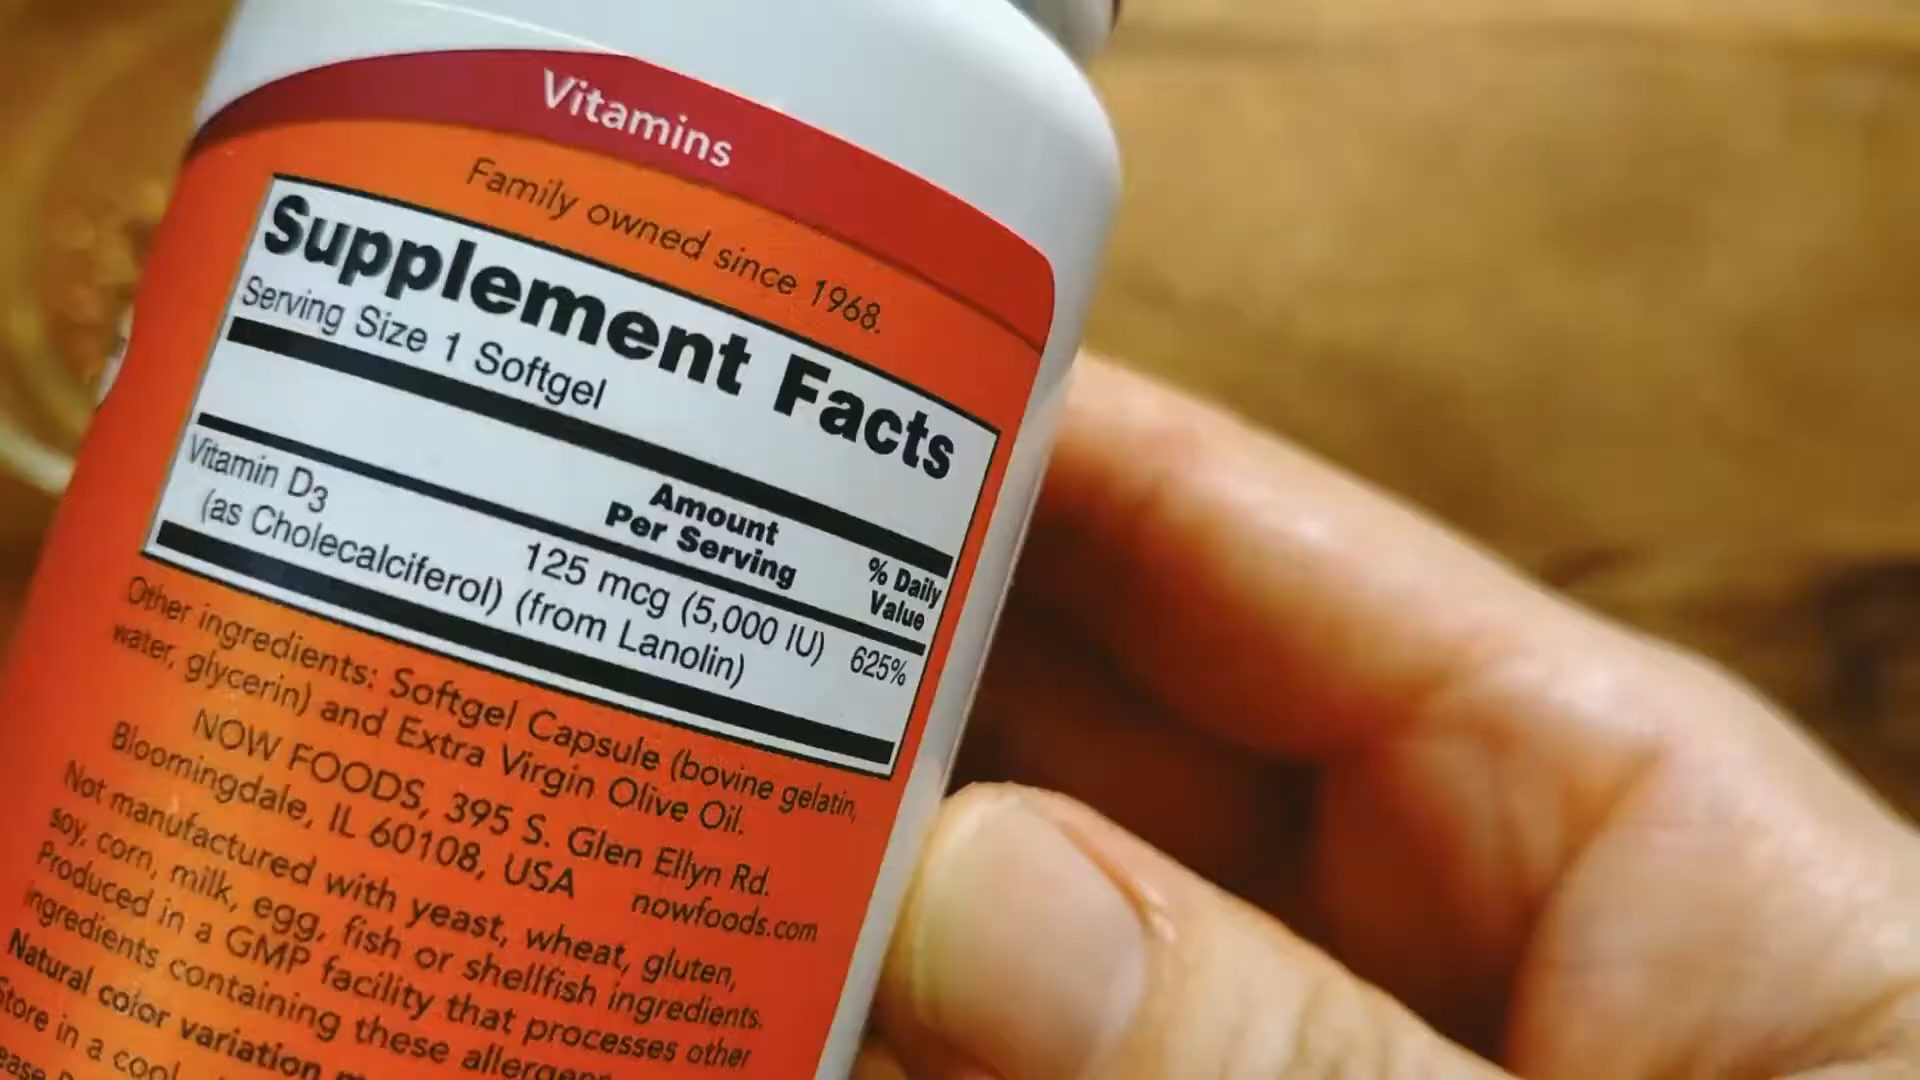 Vitamins
Family owned since 1968.
Supplement Facts
Serving Size 1 Softgel
Amount
Per Serving
% Daily
Value
Vitamin D3
(as Cholecalciferol)
125 mcg (5,000 IU)
(from Lanolin)
625%
Other ingredients: Softgel Capsule (bovine gelatin,
water, glycerin) and Extra Virgin Olive Oil.
NOW FOODS, 395 S. Glen Ellyn Rd.
Bloomingdale, IL 60108, USA nowfoods.com
Not manufactured with yeast, wheat, gluten,
soy, corn, milk, egg, fish or shellfish ingredients.
Produced in a GMP facility that processes other
ingredients containing these
Natural color variation
Store in a cool